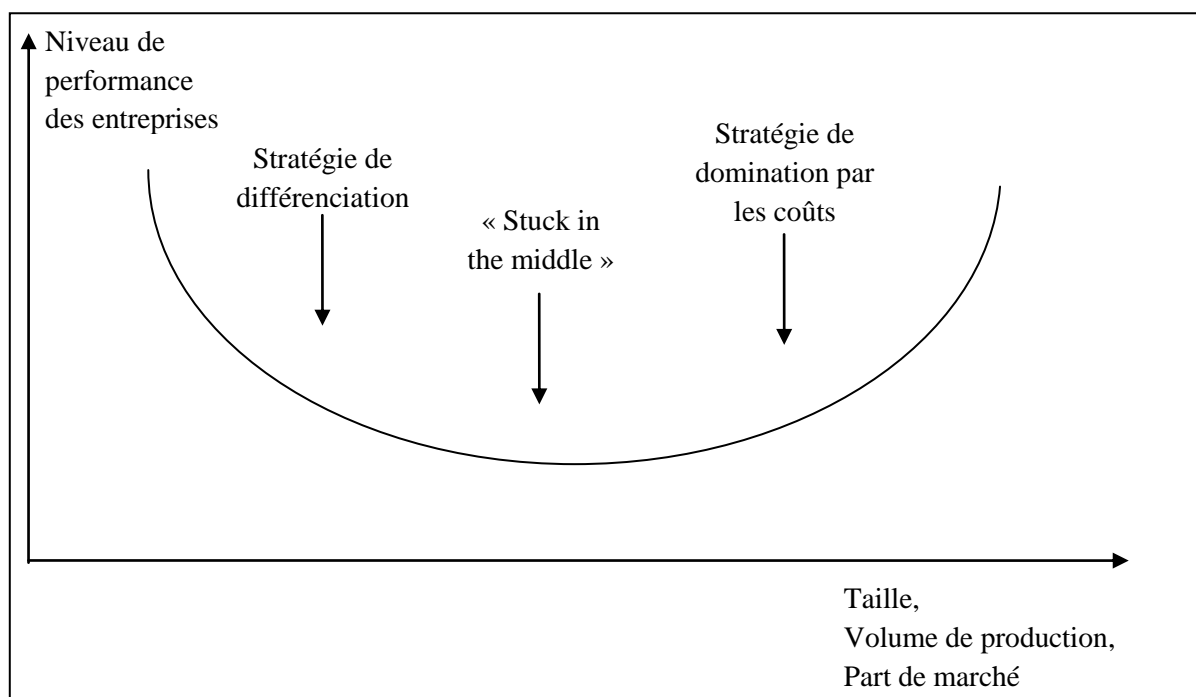 Niveau de
performance
des entreprises
Stratégie de
différenciation
« Stuck in
the middle »
Stratégie de
domination par
les coûts
Taille,
Volume de production,
Part de marché